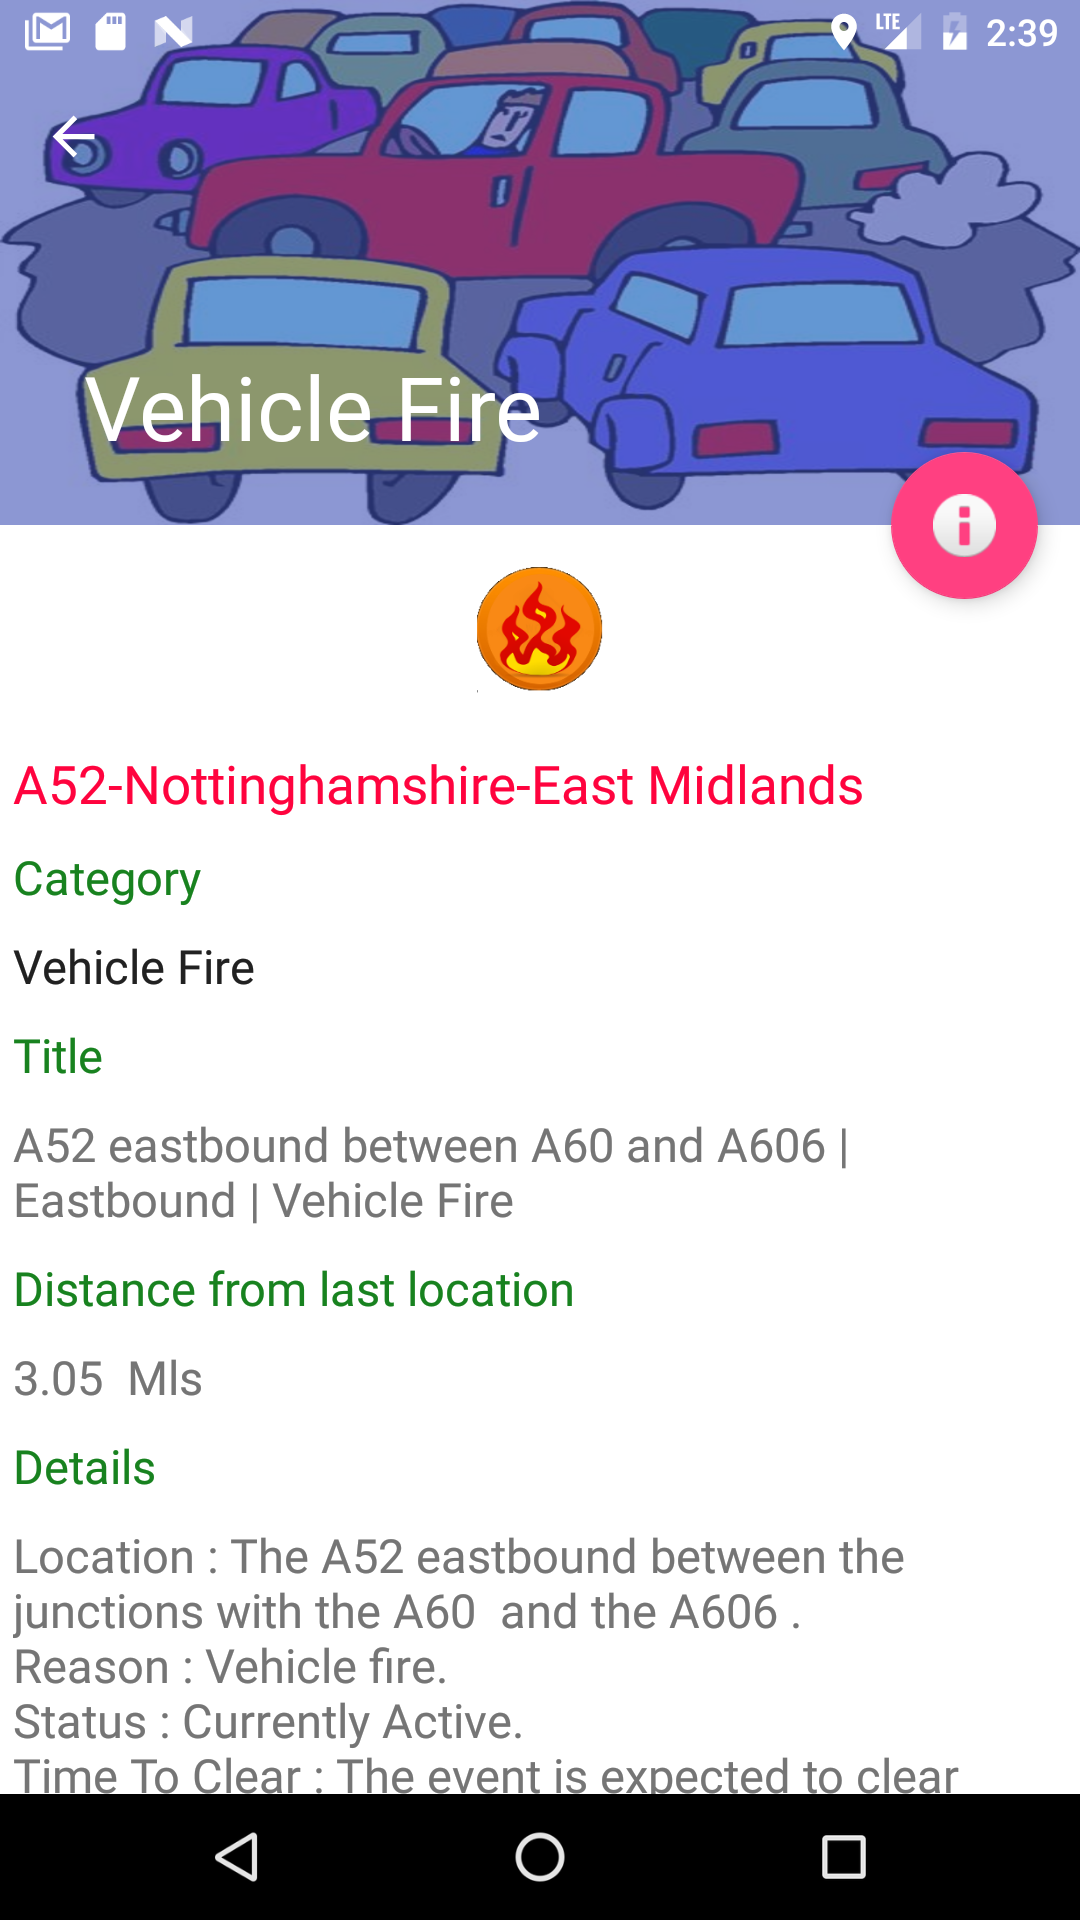 LTE 2:39
Vehicle Fire
A52-Nottinghamshire-East Midlands
Category
Vehicle Fire
Title
A52 eastbound between A60 and A606 |
Eastbound | Vehicle Fire
Distance from last location
3.05  Mls
Details
Location : The A52 eastbound between the
junctions with the A60  and the A606 .
Reason : Vehicle fire.
Status : Currently Active.
Time To Clear : The event is expected to clear